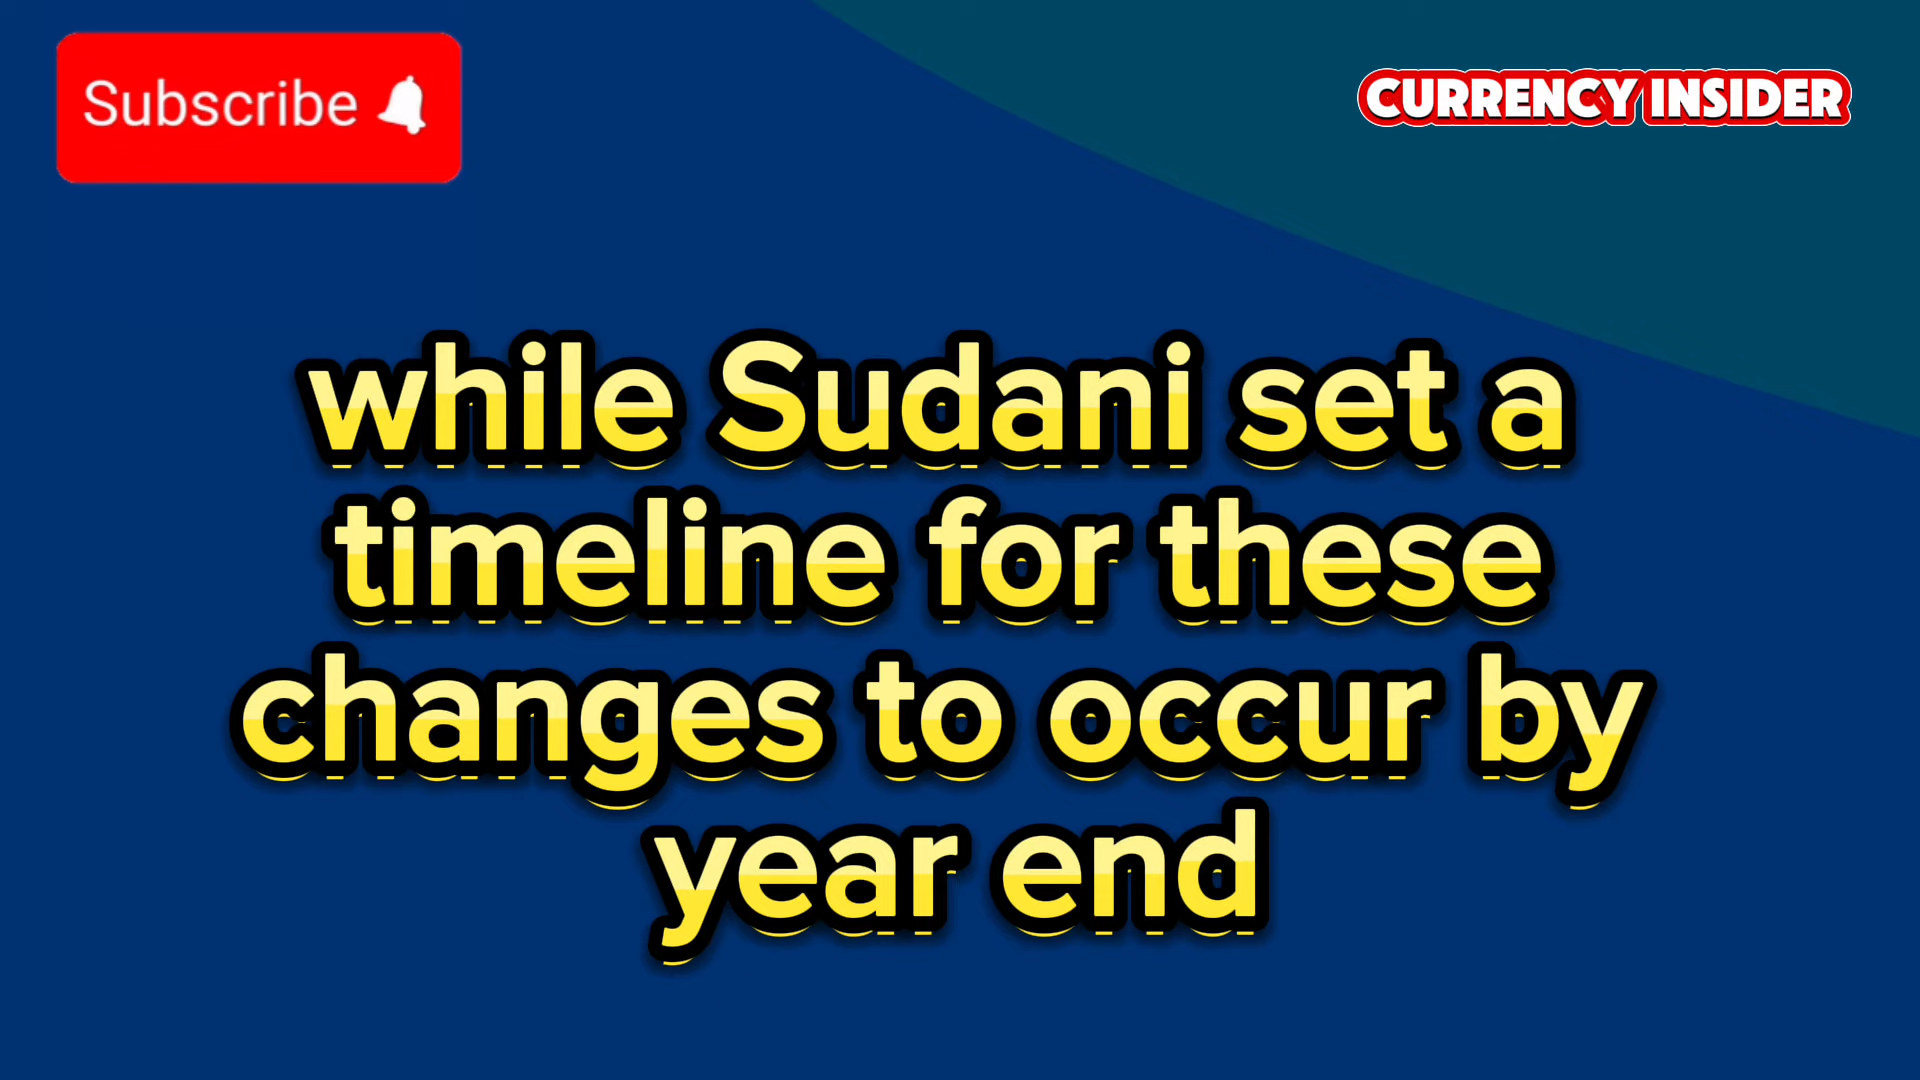 Subscribe
CURRENCY INSIDER
while Sudani set a
timeline for these
changes to occur by
year end